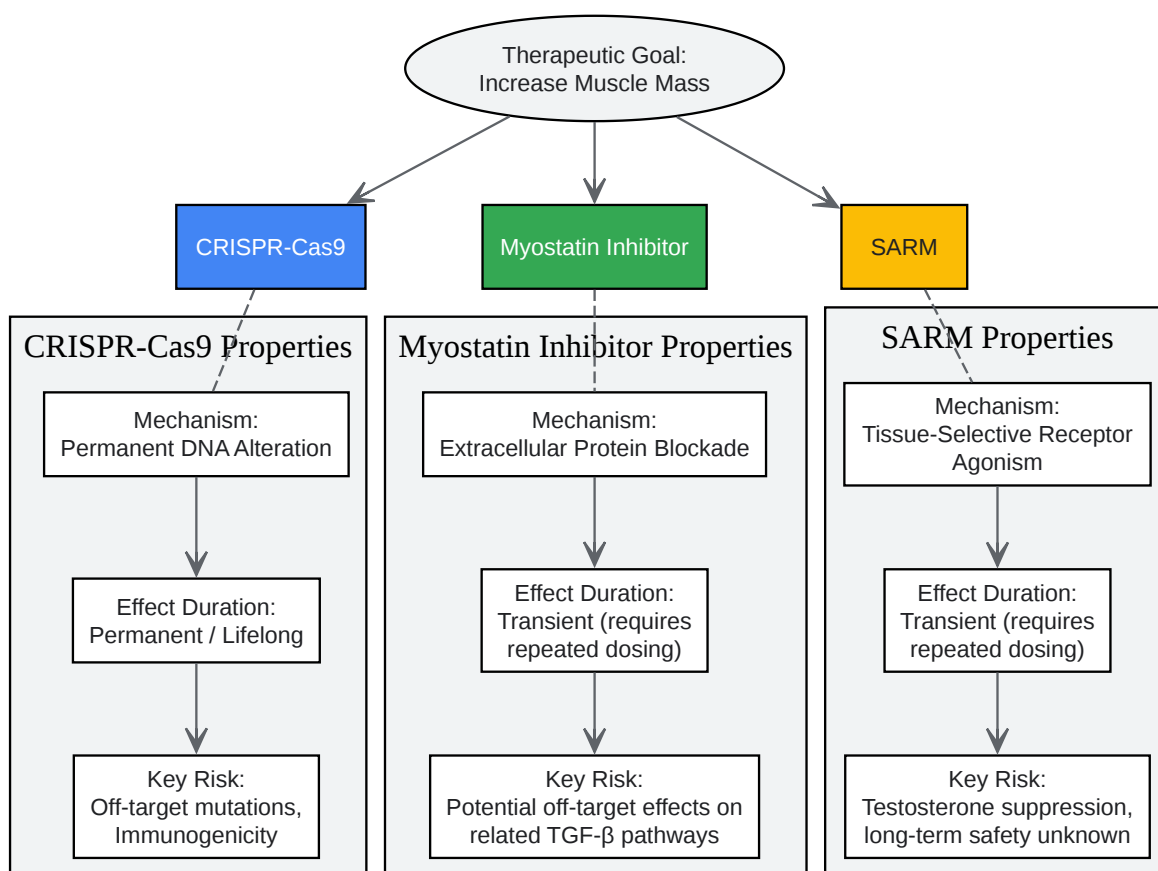 Therapeutic Goal:
Increase Muscle Mass
CRISPR-Cas9
Myostatin Inhibitor
SARM
CRISPR-Cas9 Properties
Mechanism:
Permanent DNA Alteration
Effect Duration:
Permanent / Lifelong
Key Risk:
Off-target mutations,
Immunogenicity
Myostatin Inhibitor Properties
Mechanism:
Extracellular Protein Blockade
Effect Duration:
Transient (requires
repeated dosing)
Key Risk:
Potential off-target effects on
related TGF-β pathways
SARM Properties
Mechanism:
Tissue-Selective Receptor
Agonism
Effect Duration:
Transient (requires
repeated dosing)
Key Risk:
Testosterone suppression,
long-term safety unknown